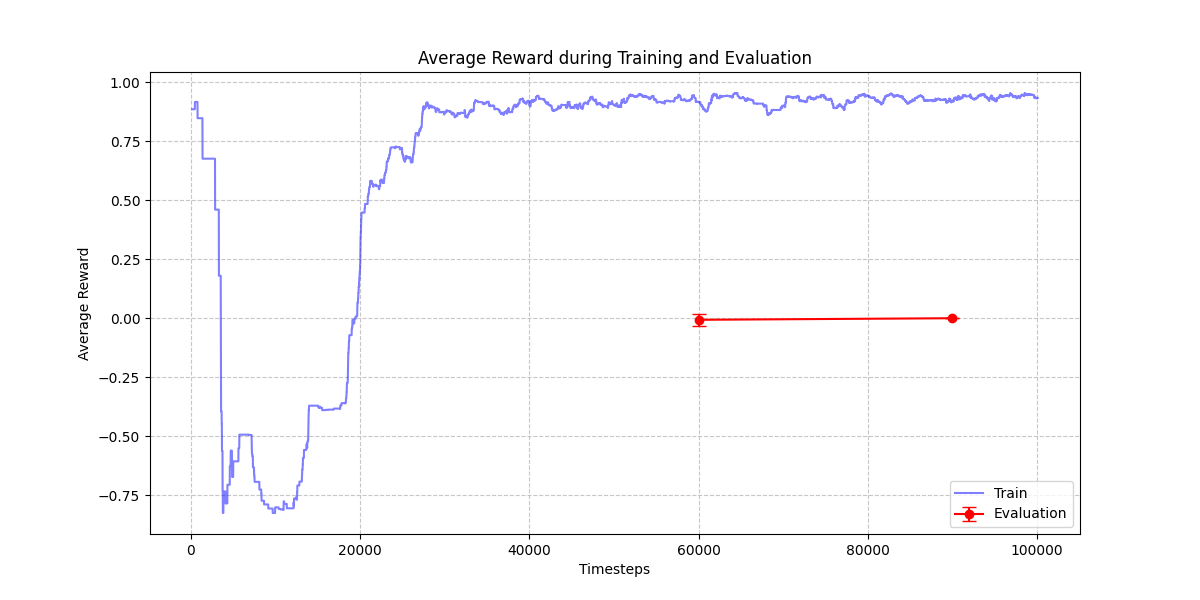 Average Reward during Training and Evaluation
Average Reward
1.00
0.75
0.50
0.25
0.00
−0.25
−0.50
−0.75
0 20000 40000 60000 80000 100000
Timesteps
Train
Evaluation